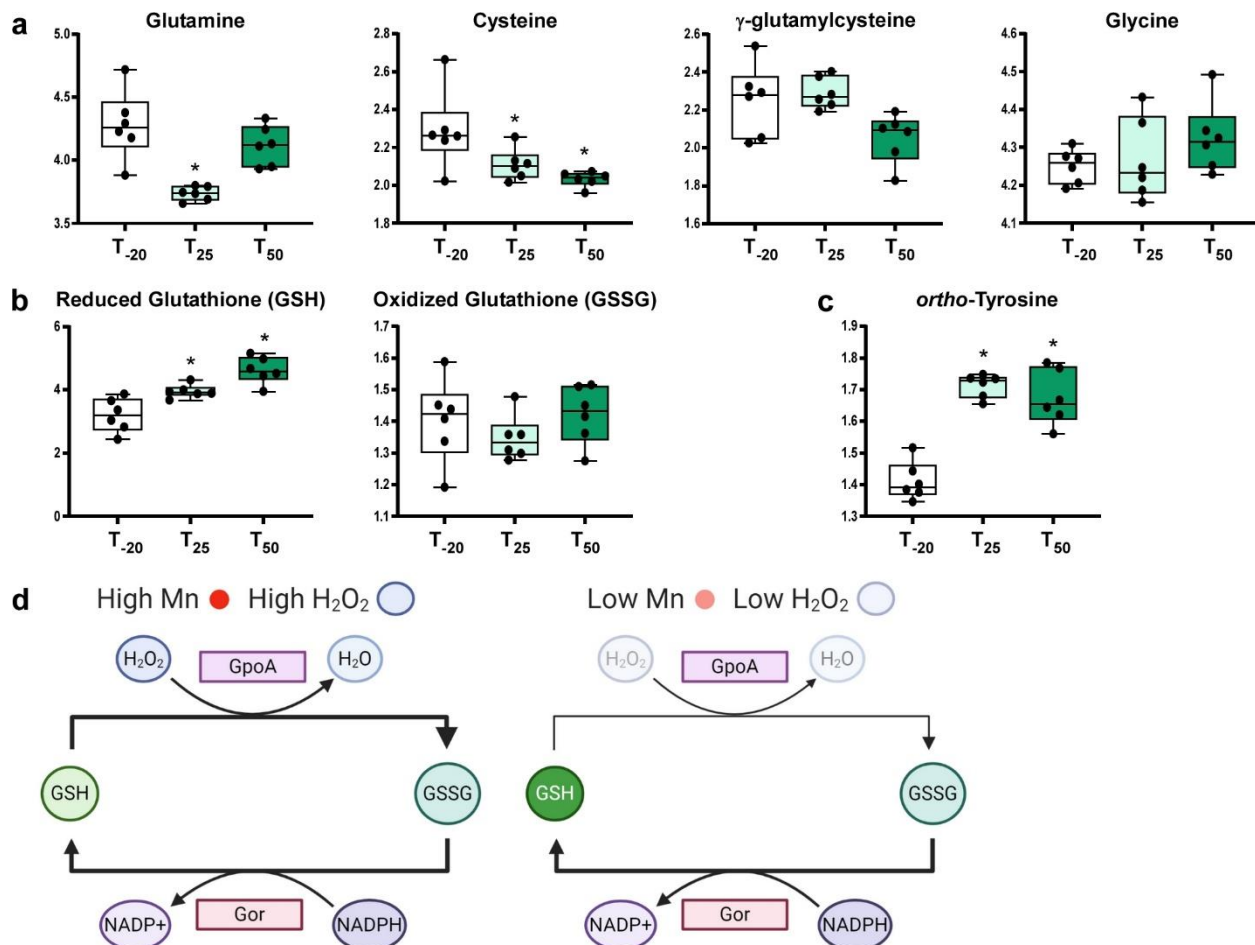 a
Glutamine
5.0
4.5
4.0
3.5
*
T-20 T25 T50
Cysteine
2.8
2.6
2.4
2.2
2.0
1.8
* *
T-20 T25 T50
γ-glutamylcysteine
2.6
2.4
2.2
2.0
1.8
1.6
T-20 T25 T50
Glycine
4.6
4.5
4.4
4.3
4.2
4.1
T-20 T25 T50
b
Reduced Glutathione (GSH)
6
4
2
0
* *
T-20 T25 T50
Oxidized Glutathione (GSSG)
1.7
1.6
1.5
1.4
1.3
1.2
1.1
T-20 T25 T50
c
ortho-Tyrosine
1.9
1.8
1.7
1.6
1.5
1.4
1.3
* *
T-20 T25 T50
d
High Mn High H2O2
H2O2 GpoA H2O
GSH GSSG
NADP+ Gor NADPH
Low Mn Low H2O2
H2O2 GpoA H2O
GSH GSSG
NADP+ Gor NADPH